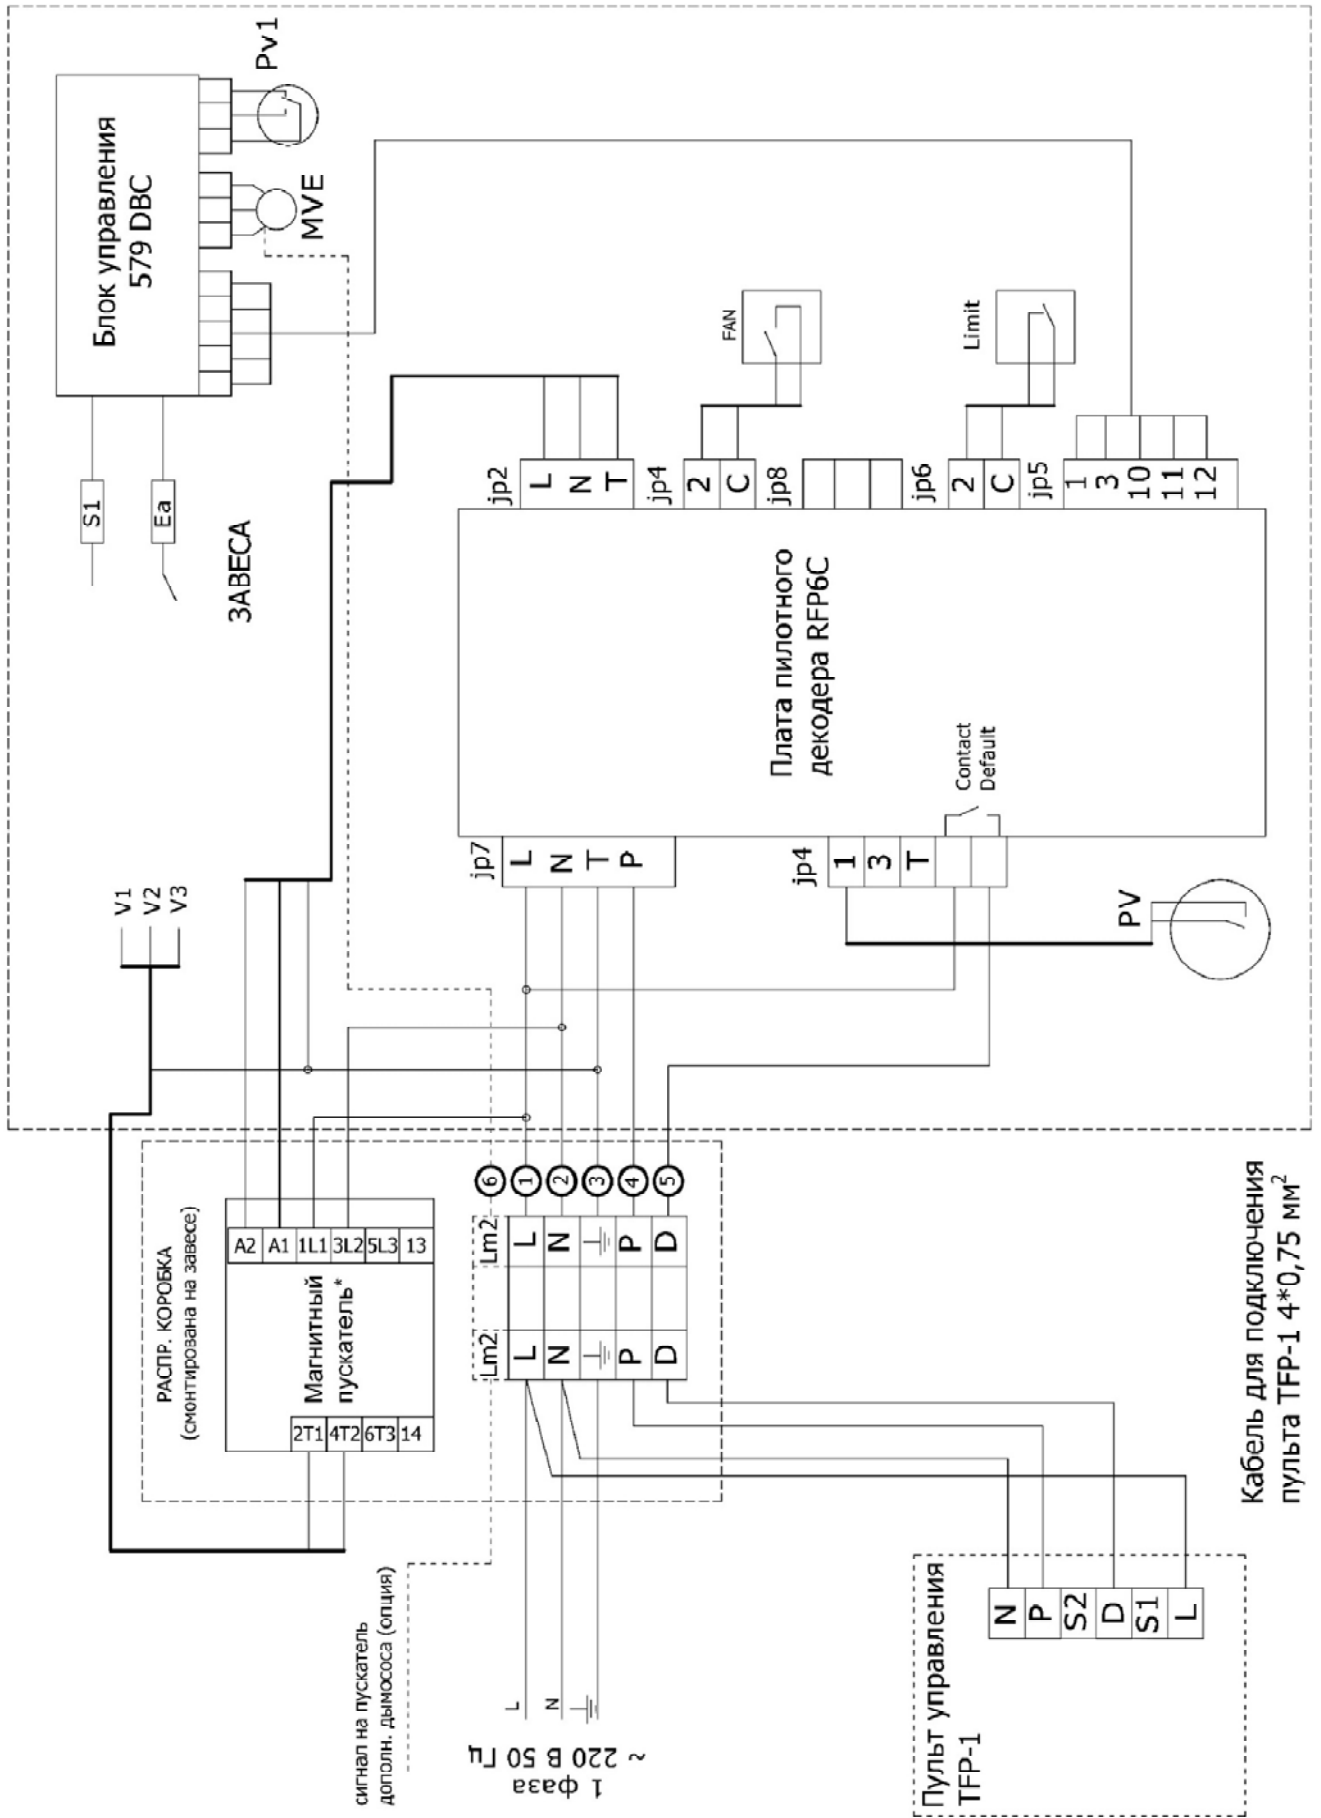 Блок управления
579 DBC
Pv1
MVE
S1
Ea
ЗАВЕСА
FAN
Limit
jp2
L
N
T
jp4
2
C
jp8
jp6
2
C
jp5
1
3
10
11
12
Плата пилотного
декодера RFP6C
Contact
Default
jp7
L
N
T
P
jp4
1
3
T
PV
V1
V2
V3
РАСПР. КОРОБКА
(смонтирована на завесе)
A2
A1
1L1
3L2
5L3
13
Магнитный
пускатель*
2T1
4T2
6T3
14
6
1
2
3
4
5
Lm2
L
N
P
D
Lm2
L
N
P
D
сигнал на пускатель
дополн. дымососа (опция)
L
N
1 фаза
~ 220 В 50 Гц
Пульт управления
TFP-1
N
P
S2
D
S1
L
Кабель для подключения
пульта TFP-1 4*0,75 мм²